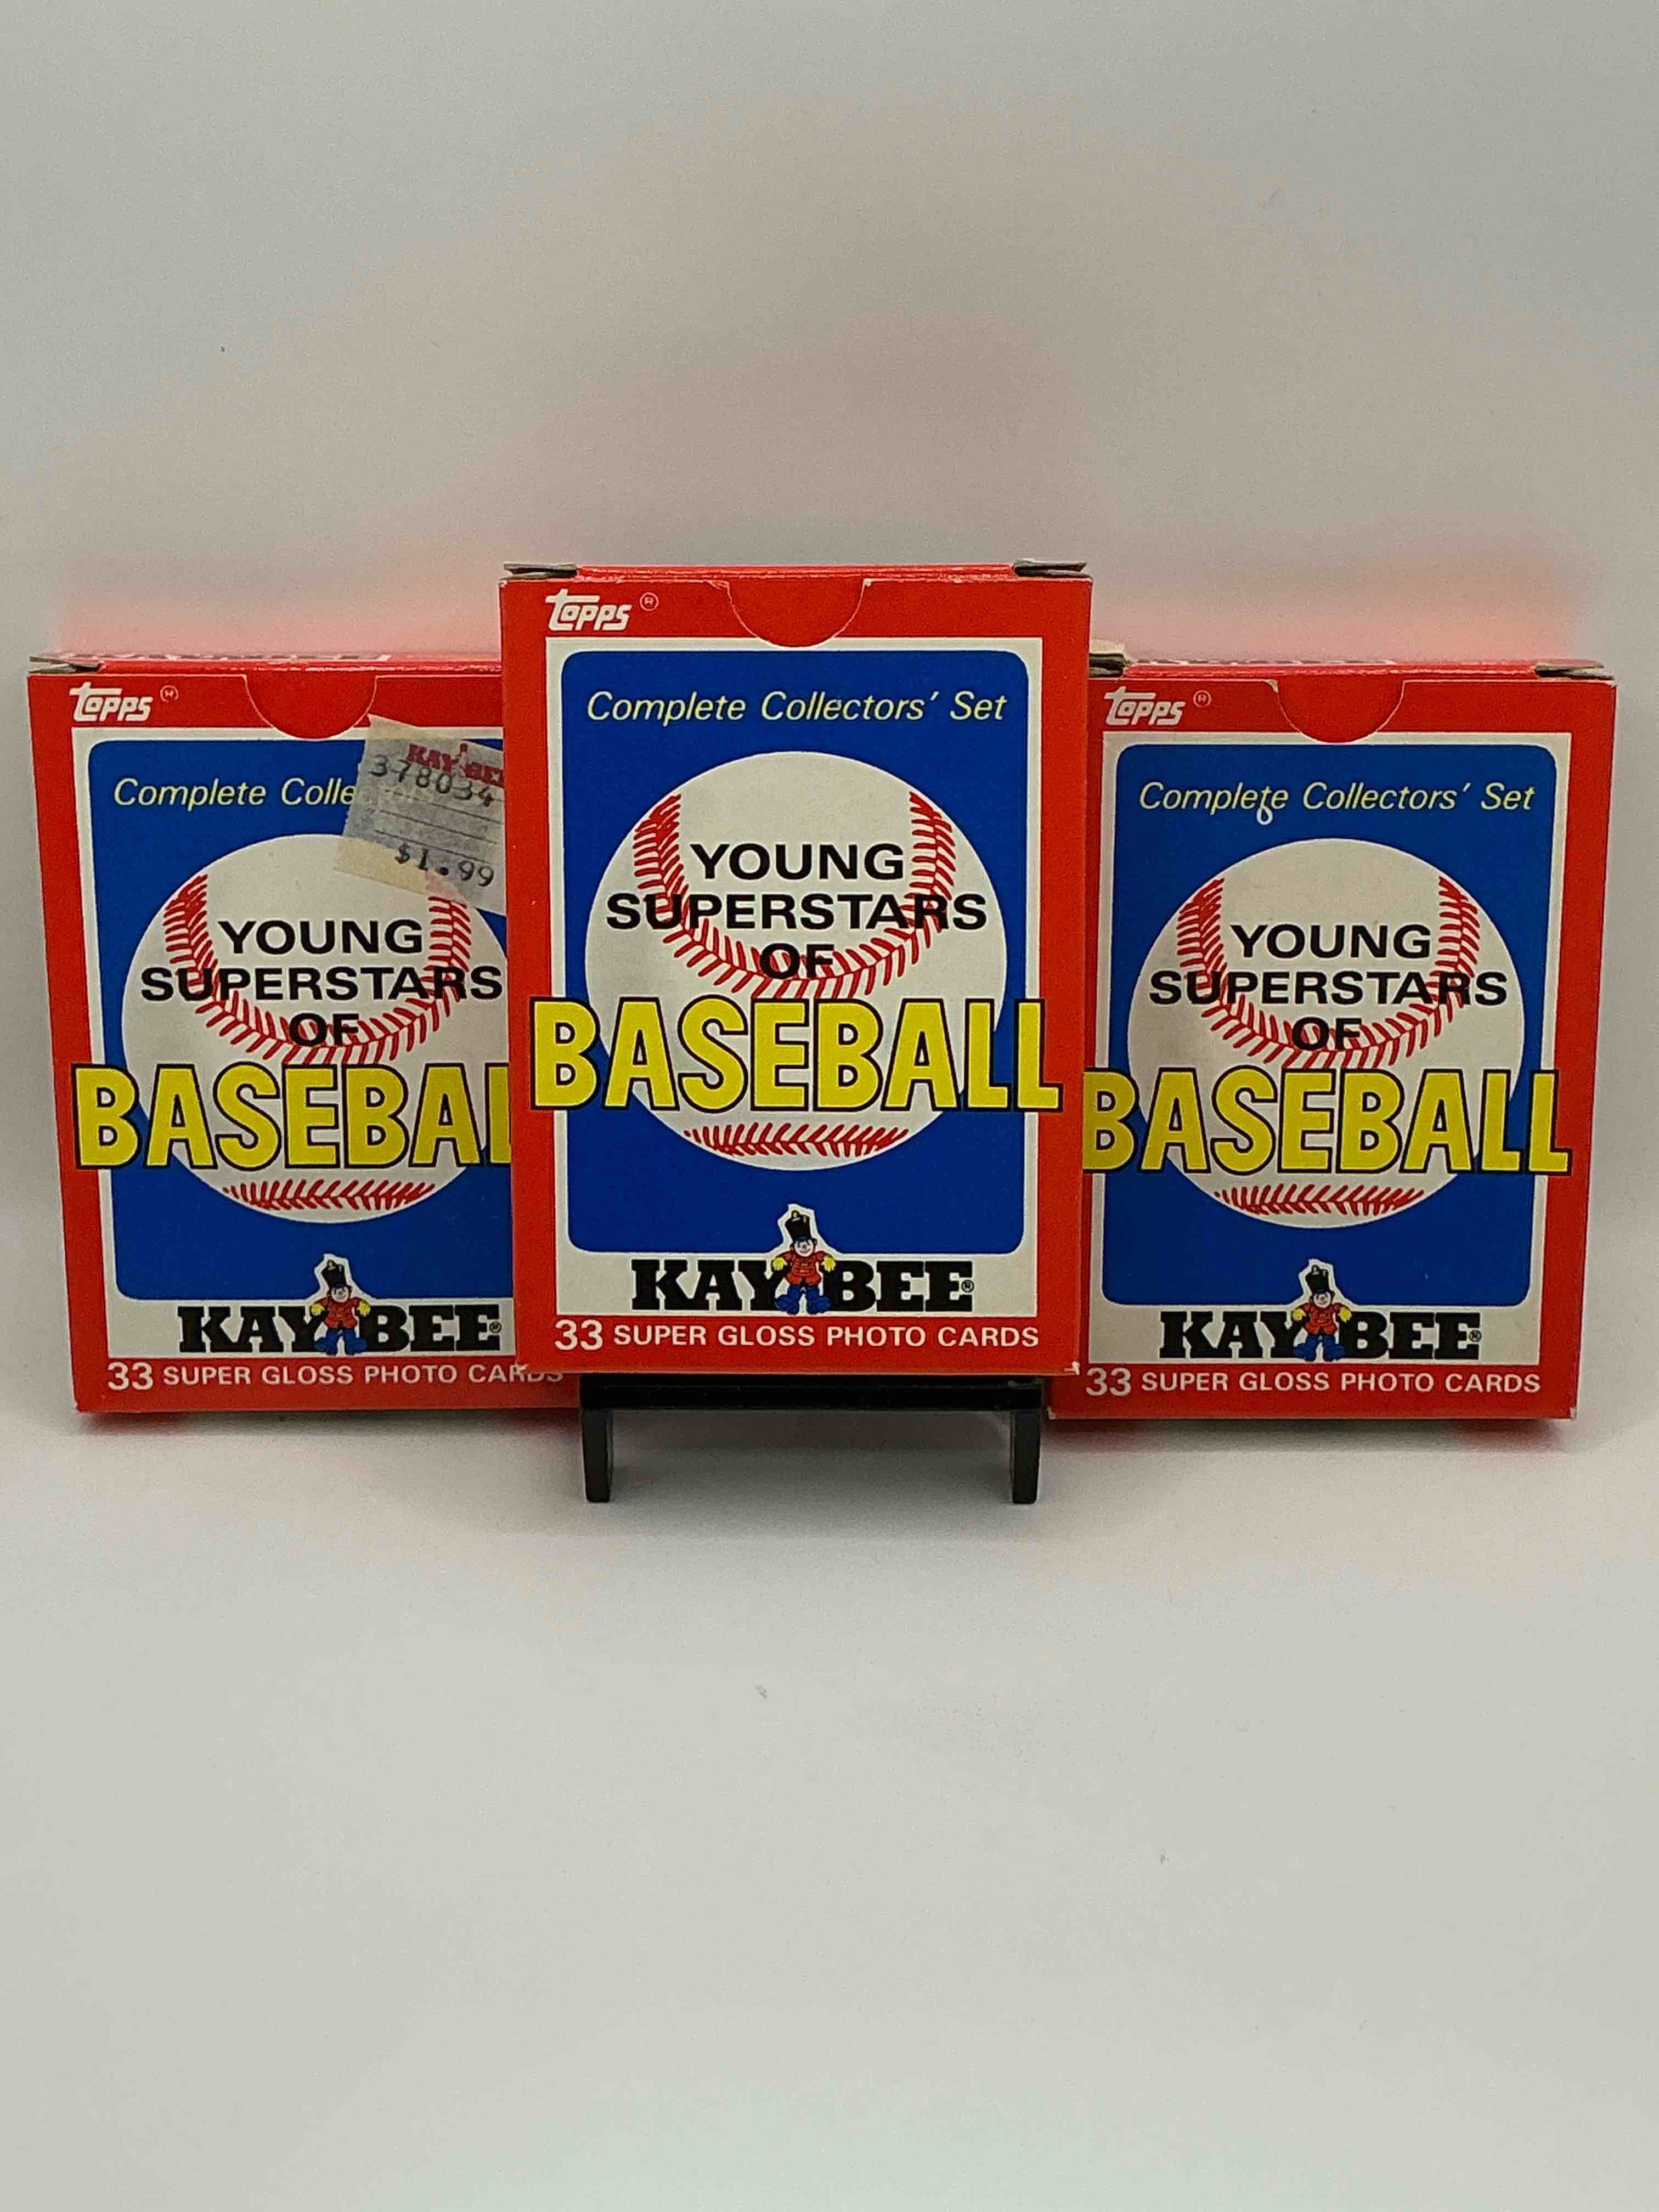 Topps®
Complete Colle
KAY BEE
378034
$1.99
YOUNG
SUPERSTARS
OF
BASEBAL
KAY BEE®
33 SUPER GLOSS PHOTO CARDS
Topps®
Complete Collectors' Set
YOUNG
SUPERSTARS
OF
BASEBALL
KAY BEE®
33 SUPER GLOSS PHOTO CARDS
Topps®
Complete Collectors' Set
YOUNG
SUPERSTARS
OF
BASEBALL
KAY BEE®
33 SUPER GLOSS PHOTO CARDS